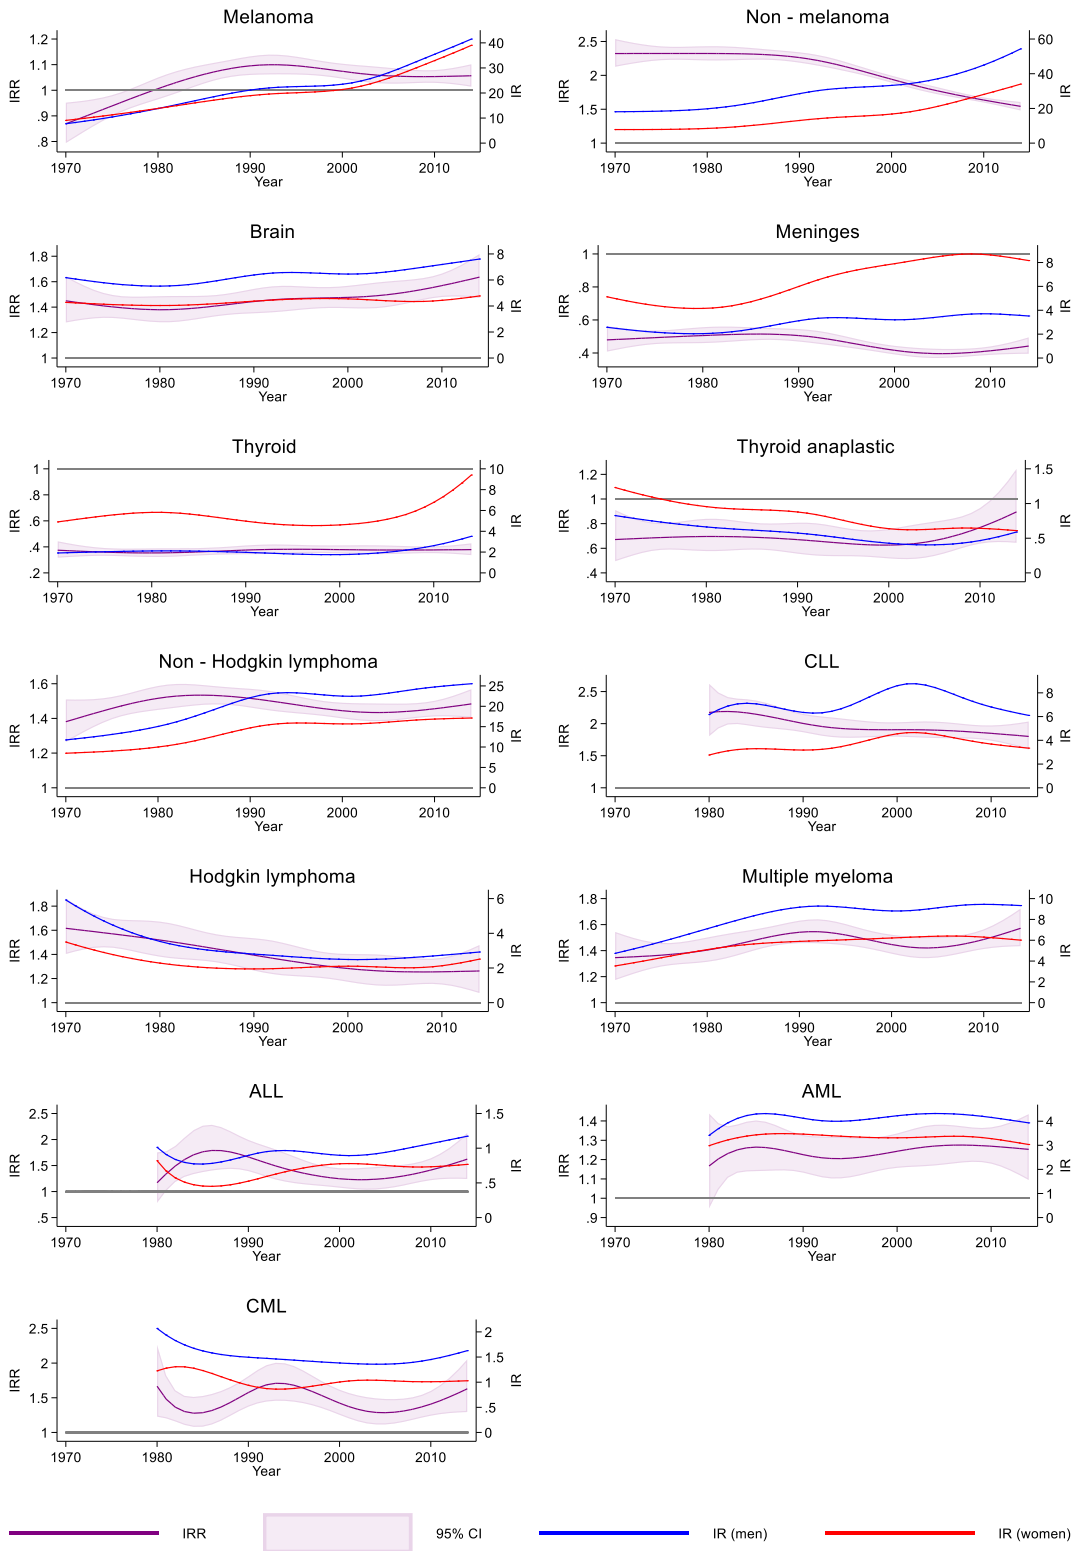 Melanoma
1.2
1.1
1
.9
.8
IRR
40
30
20
10
0
IR
1970 1980 1990 2000 2010
Year
Non - melanoma
2.5
2
1.5
1
IRR
60
40
20
0
IR
1970 1980 1990 2000 2010
Year
Brain
1.8
1.6
1.4
1.2
1
IRR
8
6
4
2
0
IR
1970 1980 1990 2000 2010
Year
Meninges
1
.8
.6
.4
IRR
8
6
4
2
0
IR
1970 1980 1990 2000 2010
Year
Thyroid
1
.8
.6
.4
.2
IRR
10
8
6
4
2
0
IR
1970 1980 1990 2000 2010
Year
Thyroid anaplastic
1.2
1
.8
.6
.4
IRR
1.5
1
.5
0
IR
1970 1980 1990 2000 2010
Year
Non - Hodgkin lymphoma
1.6
1.4
1.2
1
IRR
25
20
15
10
5
0
IR
1970 1980 1990 2000 2010
Year
CLL
2.5
2
1.5
1
IRR
8
6
4
2
0
IR
1970 1980 1990 2000 2010
Year
Hodgkin lymphoma
1.8
1.6
1.4
1.2
1
IRR
6
4
2
0
IR
1970 1980 1990 2000 2010
Year
Multiple myeloma
1.8
1.6
1.4
1.2
1
IRR
10
8
6
4
2
0
IR
1970 1980 1990 2000 2010
Year
ALL
2.5
2
1.5
1
.5
IRR
1.5
1
.5
0
IR
1970 1980 1990 2000 2010
Year
AML
1.4
1.3
1.2
1.1
1
.9
IRR
4
3
2
1
0
IR
1970 1980 1990 2000 2010
Year
CML
2.5
2
1.5
1
IRR
2
1.5
1
.5
0
IR
1970 1980 1990 2000 2010
Year
IRR 95% CI IR (men) IR (women)